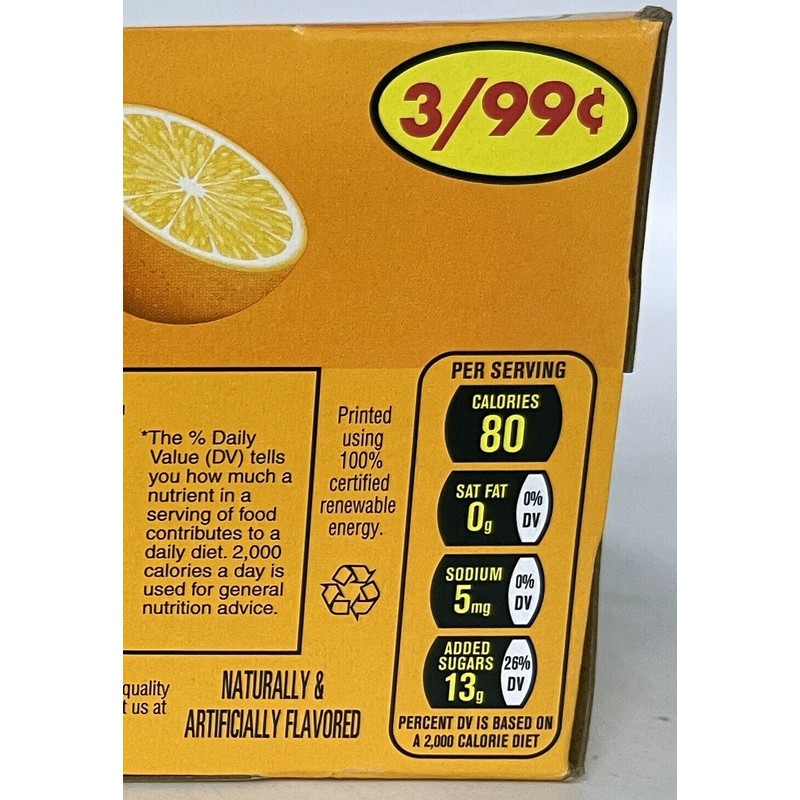 3/99¢
*The % Daily
Value (DV) tells
you how much a
nutrient in a
serving of food
contributes to a
daily diet. 2,000
calories a day is
used for general
nutrition advice.
Printed
using
100%
certified
renewable
energy.
PER SERVING
CALORIES
80
SAT FAT
0g
0%
DV
SODIUM
5mg
0%
DV
ADDED
SUGARS
13g
26%
DV
PERCENT DV IS BASED ON
A 2,000 CALORIE DIET
quality
t us at
NATURALLY &
ARTIFICIALLY FLAVORED